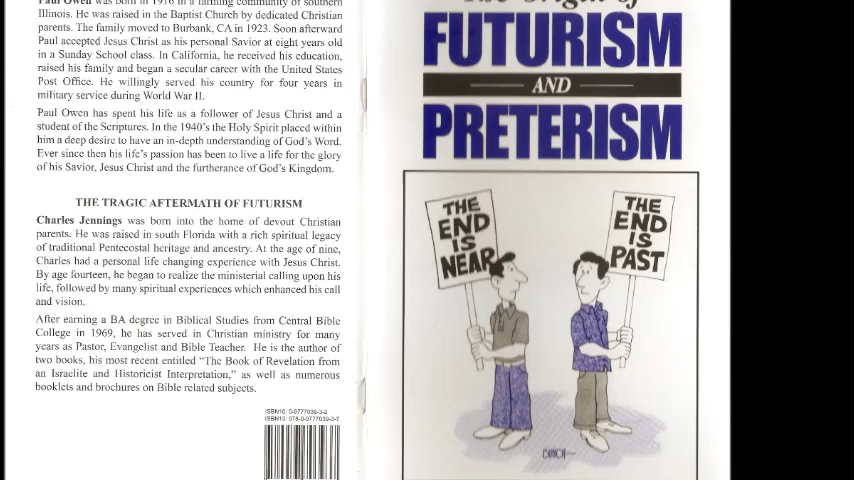 Paul Owen was born in 1916 in a farming community of southern
Illinois. He was raised in the Baptist Church by dedicated Christian
parents. The family moved to Burbank, CA in 1923. Soon afterward
Paul accepted Jesus Christ as his personal Savior at eight years old
in a Sunday School class. In California, he received his education,
raised his family and began a secular career with the United States
Post Office. He willingly served his country for four years in
military service during World War II.
Paul Owen has spent his life as a follower of Jesus Christ and a
student of the Scriptures. In the 1940's the Holy Spirit placed within
him a deep desire to have an in-depth understanding of God's Word.
Ever since then his life's passion has been to live a life for the glory
of his Savior, Jesus Christ and the furtherance of God's Kingdom.
THE TRAGIC AFTERMATH OF FUTURISM
Charles Jennings was born into the home of devout Christian
parents. He was raised in south Florida with a rich spiritual legacy
of traditional Pentecostal heritage and ancestry. At the age of nine,
Charles had a personal life changing experience with Jesus Christ.
By age fourteen, he began to realize the ministerial calling upon his
life, followed by many spiritual experiences which enhanced his call
and vision.
After earning a BA degree in Biblical Studies from Central Bible
College in 1969, he has served in Christian ministry for many
years as Pastor, Evangelist and Bible Teacher. He is the author of
two books, his most recent entitled “The Book of Revelation from
an Israelite and Historicist Interpretation,” as well as numerous
booklets and brochures on Bible related subjects.
ISBN10: 0-9777039-3-2
ISBN13: 978-0-9777039-3-7
The Origin of
FUTURISM
AND
PRETERISM
THE
END
IS
NEAR
THE
END
IS
PAST